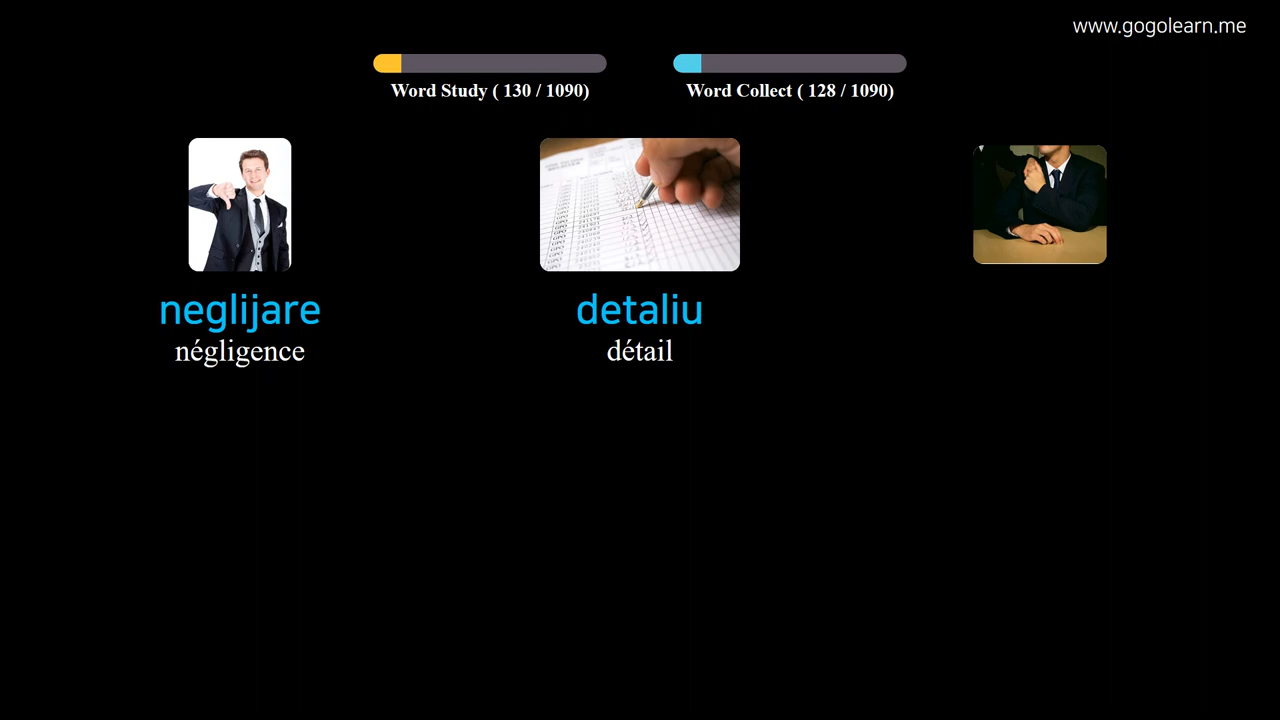 www.gogolearn.me
Word Study ( 130 / 1090)
Word Collect ( 128 / 1090)
neglijare
négligence
detaliu
détail